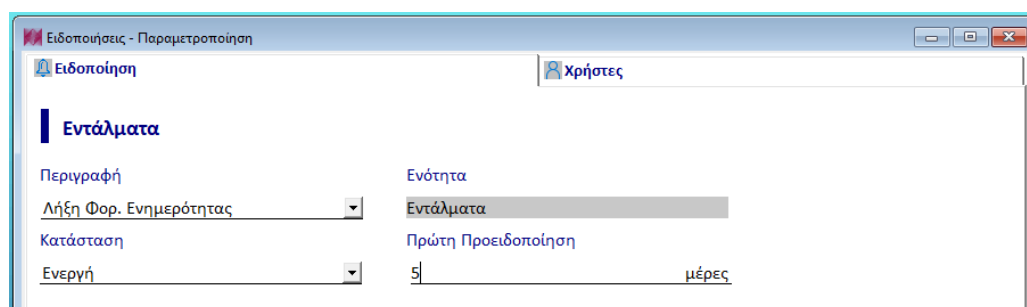 Ειδοποιήσεις - Παραμετροποίηση
Ειδοποίηση Χρήστες
Εντάλματα
Περιγραφή Ενότητα
Λήξη Φορ. Ενημερότητας Εντάλματα
Κατάσταση Πρώτη Προειδοποίηση
Ενεργή 5 μέρες